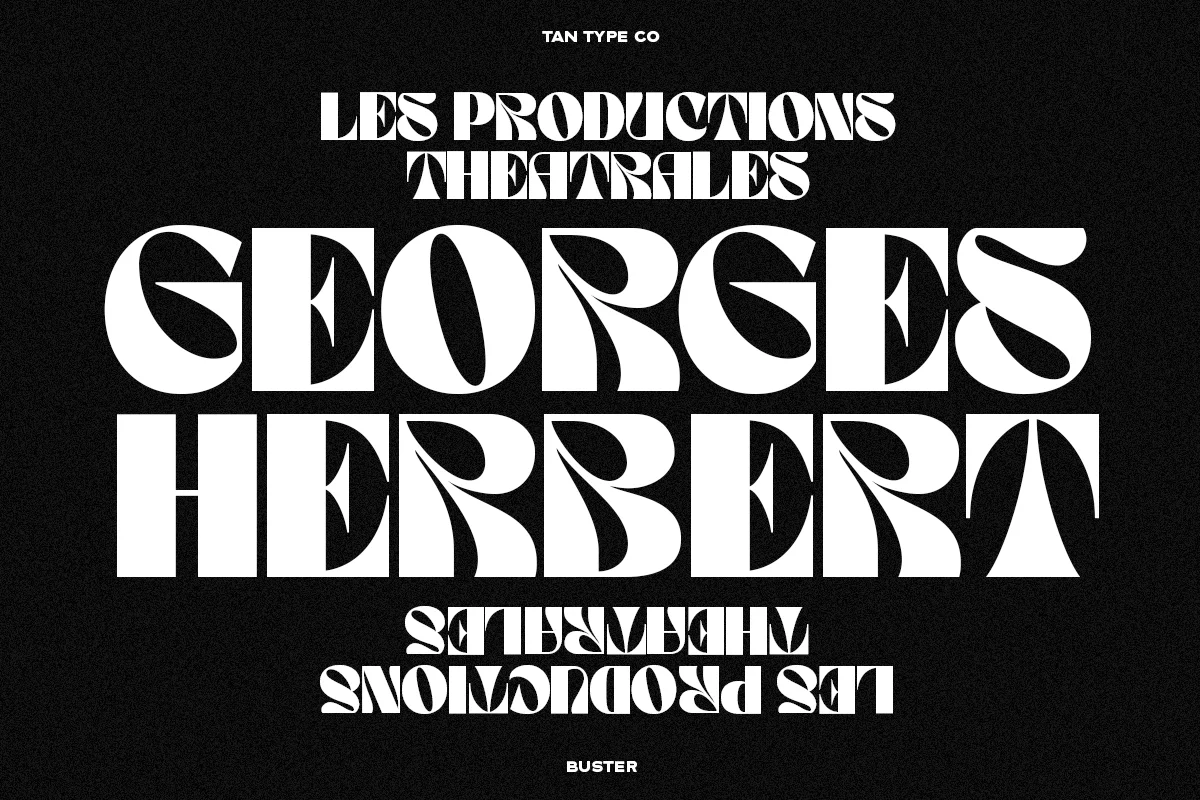 TAN TYPE CO
LES PRODUCTIONS
THEATRALES
GEORGES
HERBERT
THEATRALES
LES PRODUCTIONS
BUSTER